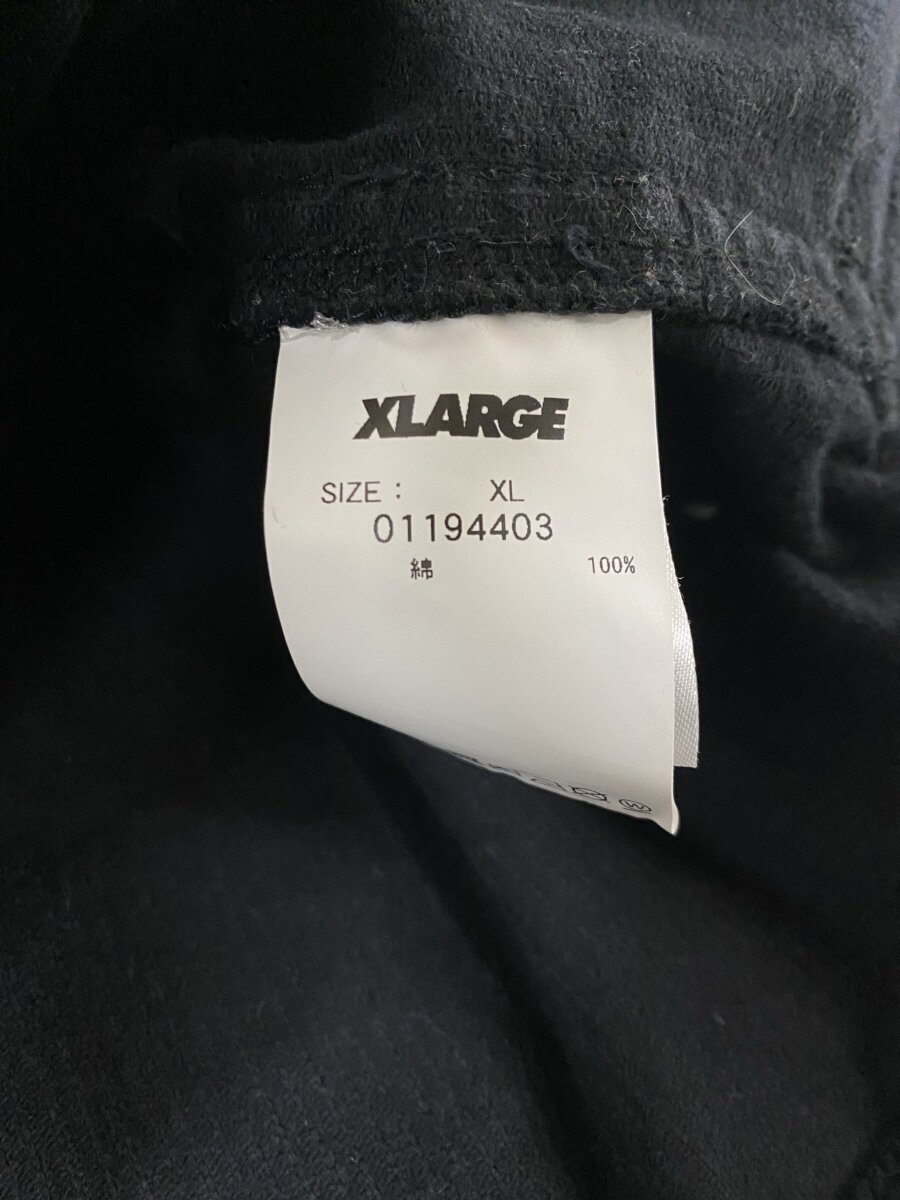 XLARGE
SIZE : XL
01194403
綿 100%